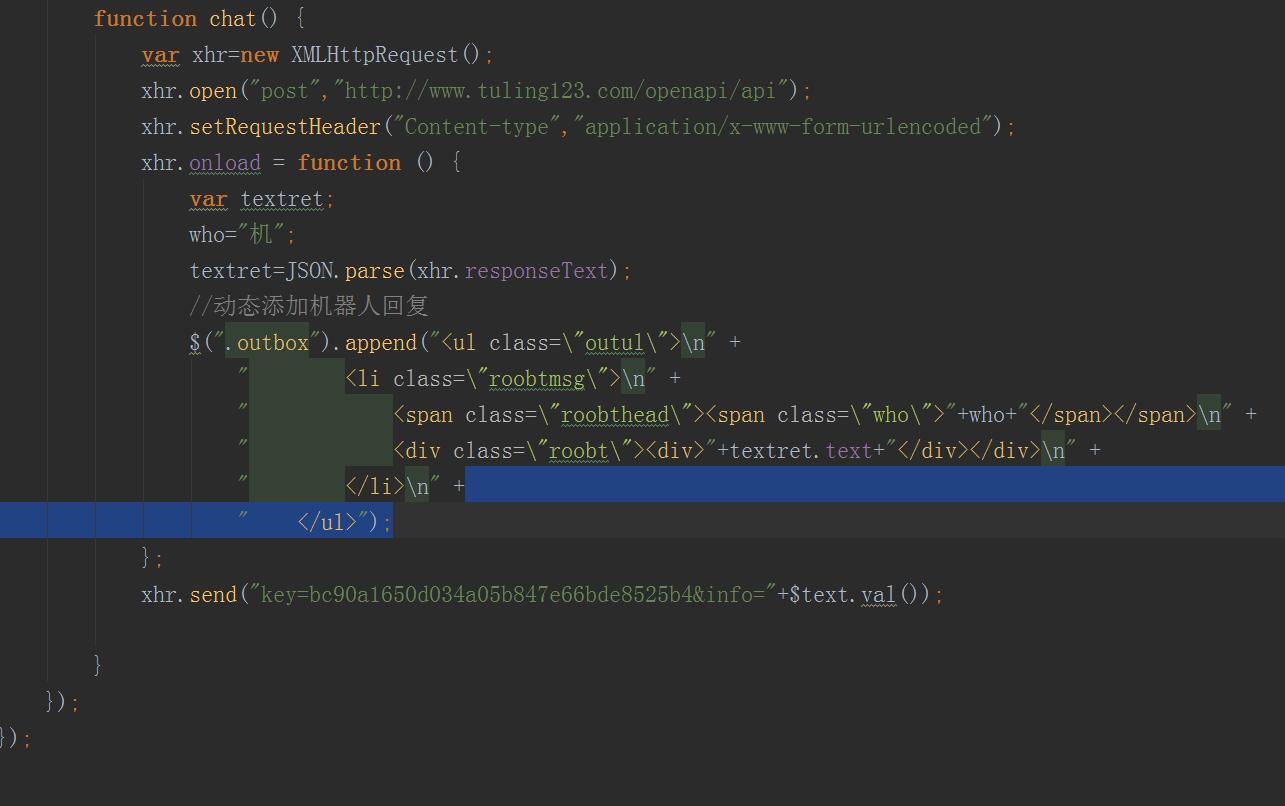 function chat() {
var xhr=new XMLHttpRequest();
xhr.open("post","http://www.tuling123.com/openapi/api");
xhr.setRequestHeader("Content-type","application/x-www-form-urlencoded");
xhr.onload = function () {
var textret;
who="机";
textret=JSON.parse(xhr.responseText);
//动态添加机器人回复
$(".outbox").append("<ul class=\"outul\">\n" +
"        <li class=\"roobtmsg\">\n" +
"            <span class=\"roobthead\"><span class=\"who\">"+who+"</span></span>\n" +
"            <div class=\"roobt\"><div>"+textret.text+"</div></div>\n" +
"        </li>\n" +
"    </ul>");
};
xhr.send("key=bc90a1650d034a05b847e66bde8525b4&info="+$text.val());
}
});
});